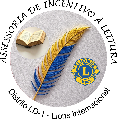 ASSESSORIA DE INCENTIVO À LEITURA
L
Distrito LD-1 - Lions Internacional